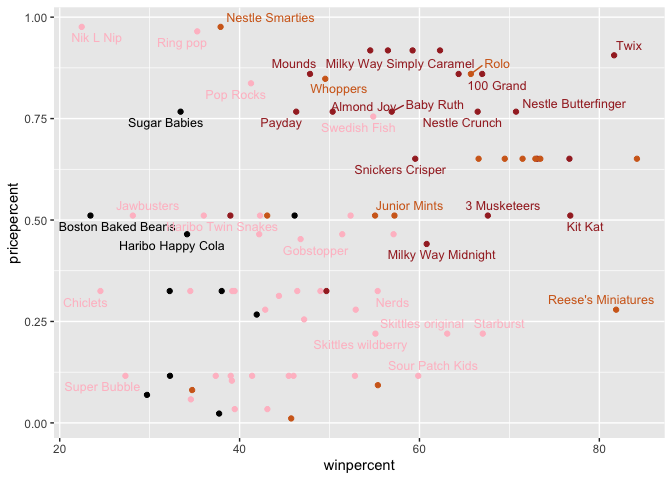 1.00
0.75
0.50
0.25
0.00
pricepercent
Nestle Smarties
Nik L Nip
Ring pop
Twix
Mounds
Milky Way Simply Caramel
Rolo
Pop Rocks
Whoppers
100 Grand
Almond Joy
Baby Ruth
Nestle Butterfinger
Sugar Babies
Payday
Swedish Fish
Nestle Crunch
Snickers Crisper
Jawbusters
Junior Mints
3 Musketeers
Boston Baked Beans
Haribo Twin Snakes
Kit Kat
Haribo Happy Cola
Gobstopper
Milky Way Midnight
Chiclets
Nerds
Reese's Miniatures
Skittles original
Starburst
Skittles wildberry
Sour Patch Kids
Super Bubble
20
40
60
80
winpercent